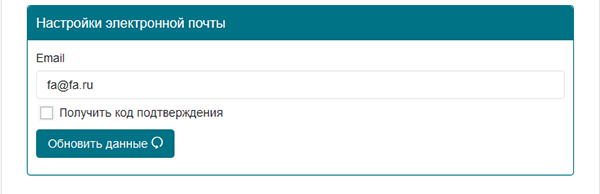 Настройки электронной почты
Email
fa@fa.ru
Получить код подтверждения
Обновить данные